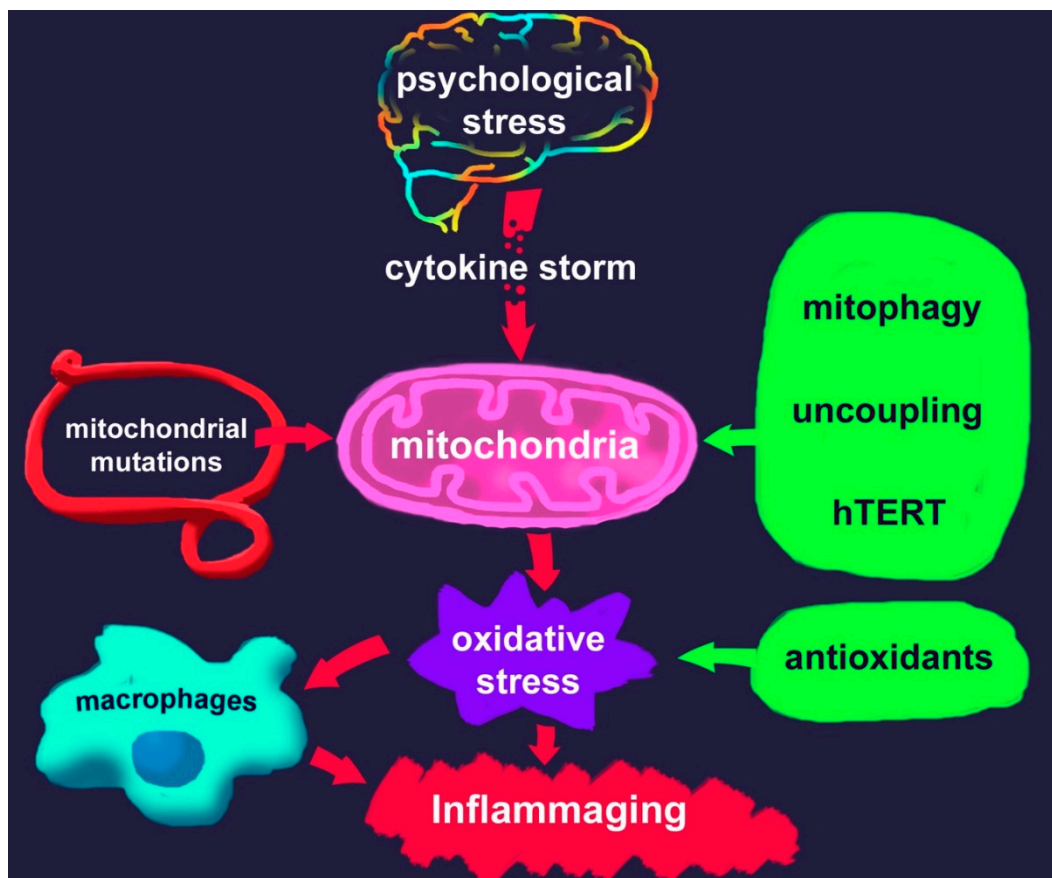 psychological
stress
cytokine storm
mitophagy
uncoupling
hTERT
mitochondrial
mutations
mitochondria
oxidative
stress
antioxidants
macrophages
Inflammaging